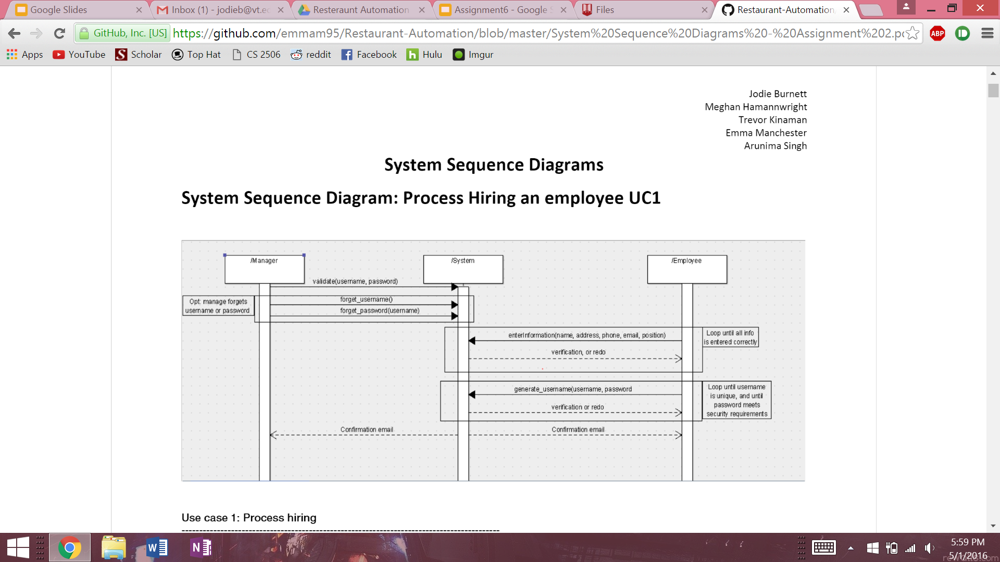 Google Slides
Inbox (1) - jodieb@vt.ec
Resteraunt Automation
Assignment6 - Google S
Files
Restaurant-Automation
GitHub, Inc. [US]
https://github.com/emmam95/Restaurant-Automation/blob/master/System%20Sequence%20Diagrams%20-%20Assignment%202.pd
ABP
Apps
YouTube
S
Scholar
Top Hat
CS 2506
reddit
f
Facebook
h
Hulu
Imgur
Jodie Burnett
Meghan Hamannwright
Trevor Kinaman
Emma Manchester
Arunima Singh
System Sequence Diagrams
System Sequence Diagram: Process Hiring an employee UC1
/Manager
/System
/Employee
validate(username, password)
Opt: manage forgets
username or password
forget_username()
forget_password(username)
enterInformation(name, address, phone, email, position)
Loop until all info
is entered correctly
verification, or redo
generate_username(username, password
Loop until username
is unique, and until
password meets
security requirements
verification or redo
Confirmation email
Confirmation email
Use case 1: Process hiring
--------------------------------------------------------------------------------------------
W
N
5:59 PM
5/1/2016